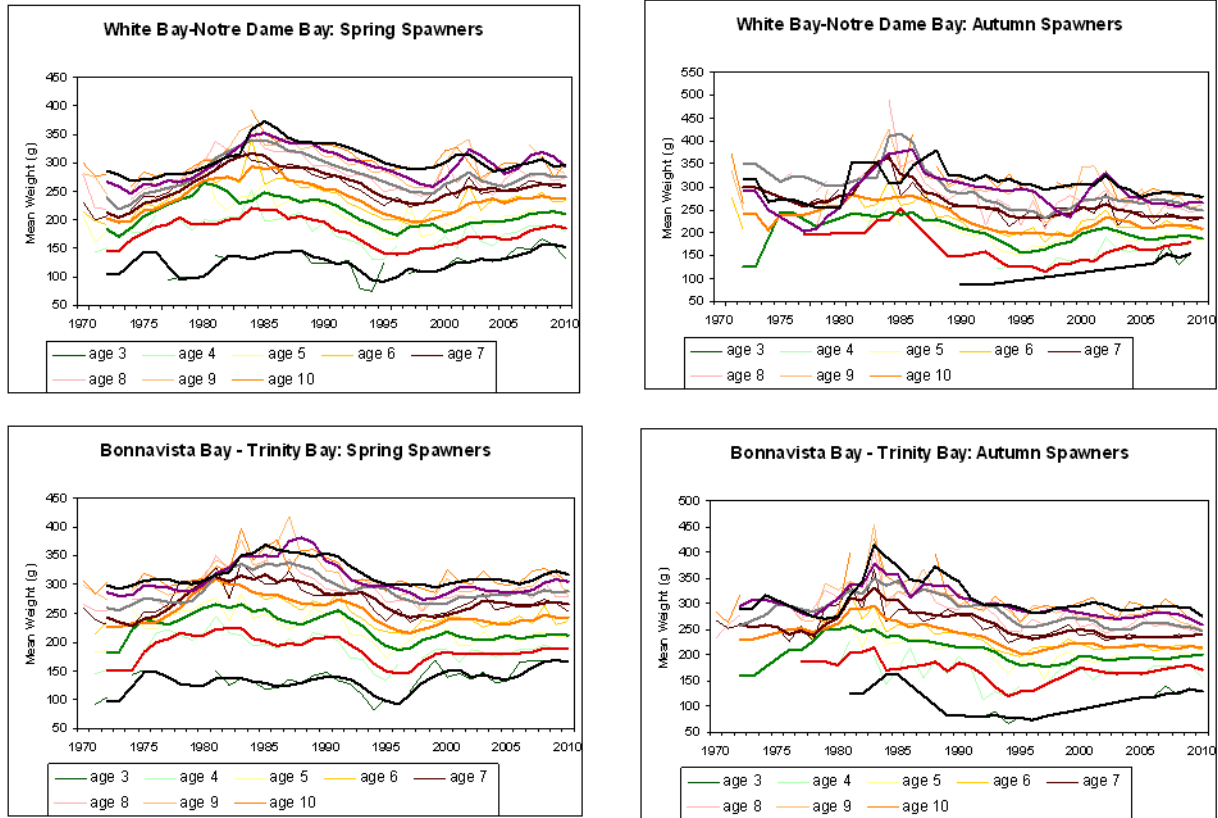 White Bay-Notre Dame Bay: Spring Spawners
Mean Weight (g)
450
400
350
300
250
200
150
100
50
1970 1975 1980 1985 1990 1995 2000 2005 2010
age 3 age 4 age 5 age 6 age 7
age 8 age 9 age 10
White Bay-Notre Dame Bay: Autumn Spawners
Mean Weight (g)
550
500
450
400
350
300
250
200
150
100
50
1970 1975 1980 1985 1990 1995 2000 2005 2010
age 3 age 4 age 5 age 6 age 7
age 8 age 9 age 10
Bonnavista Bay - Trinity Bay: Spring Spawners
Mean Weight (g)
450
400
350
300
250
200
150
100
50
1970 1975 1980 1985 1990 1995 2000 2005 2010
age 3 age 4 age 5 age 6 age 7
age 8 age 9 age 10
Bonnavista Bay - Trinity Bay: Autumn Spawners
Mean Weight (g)
500
450
400
350
300
250
200
150
100
50
1970 1975 1980 1985 1990 1995 2000 2005 2010
age 3 age 4 age 5 age 6 age 7
age 8 age 9 age 10